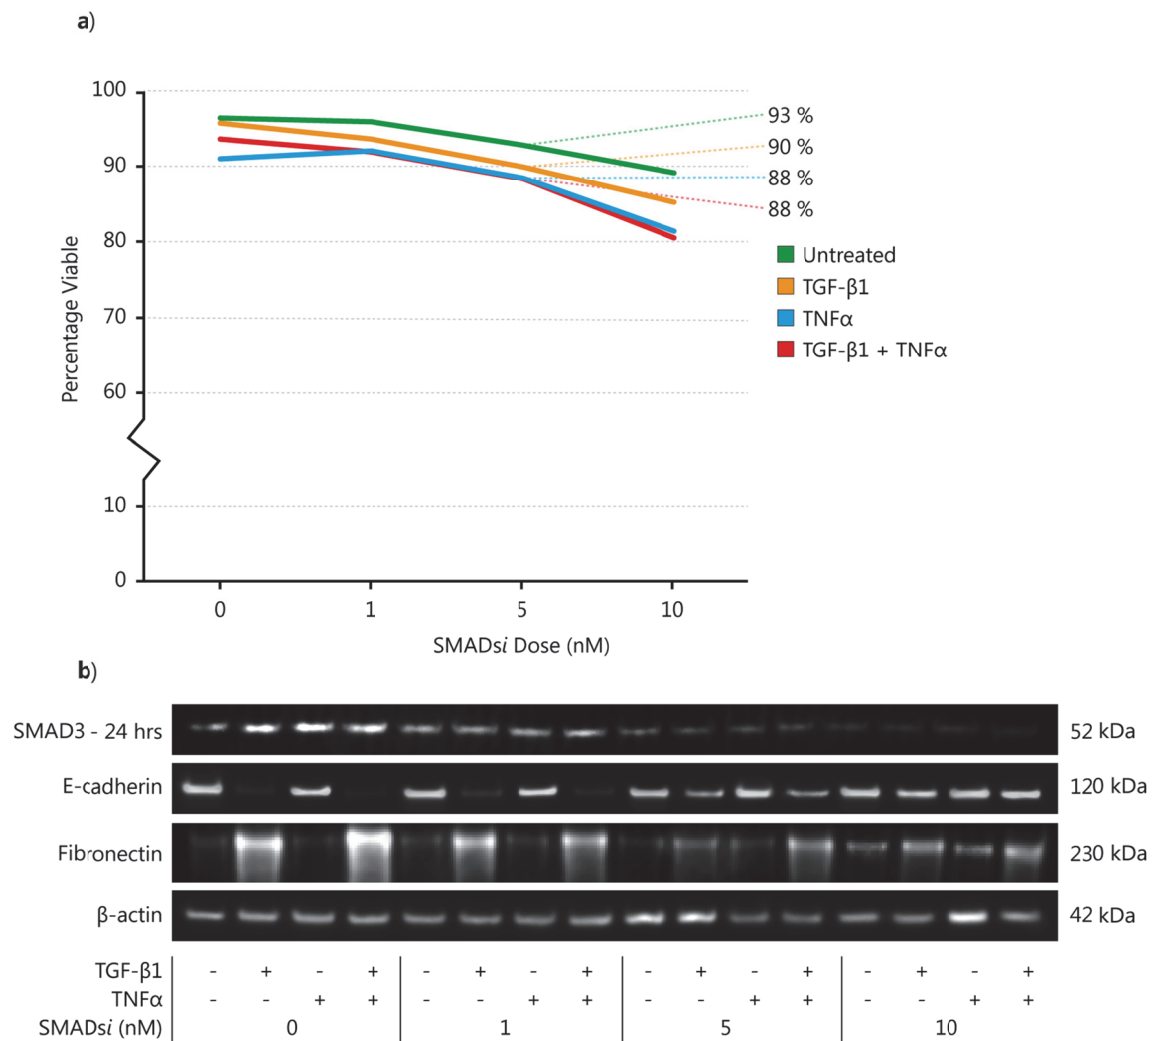 a)
100
90
80
70
60
10
0
Percentage Viable
0 1 5 10
SMADsi Dose (nM)
93 %
90 %
88 %
88 %
Untreated
TGF-β1
TNFα
TGF-β1 + TNFα
b)
SMAD3 - 24 hrs 52 kDa
E-cadherin 120 kDa
Fibronectin 230 kDa
β-actin 42 kDa
TGF-β1 - + - + - + - + - + - + - + - +
TNFα - - + + - - + + - - + + - - + +
SMADsi (nM) 0 1 5 10